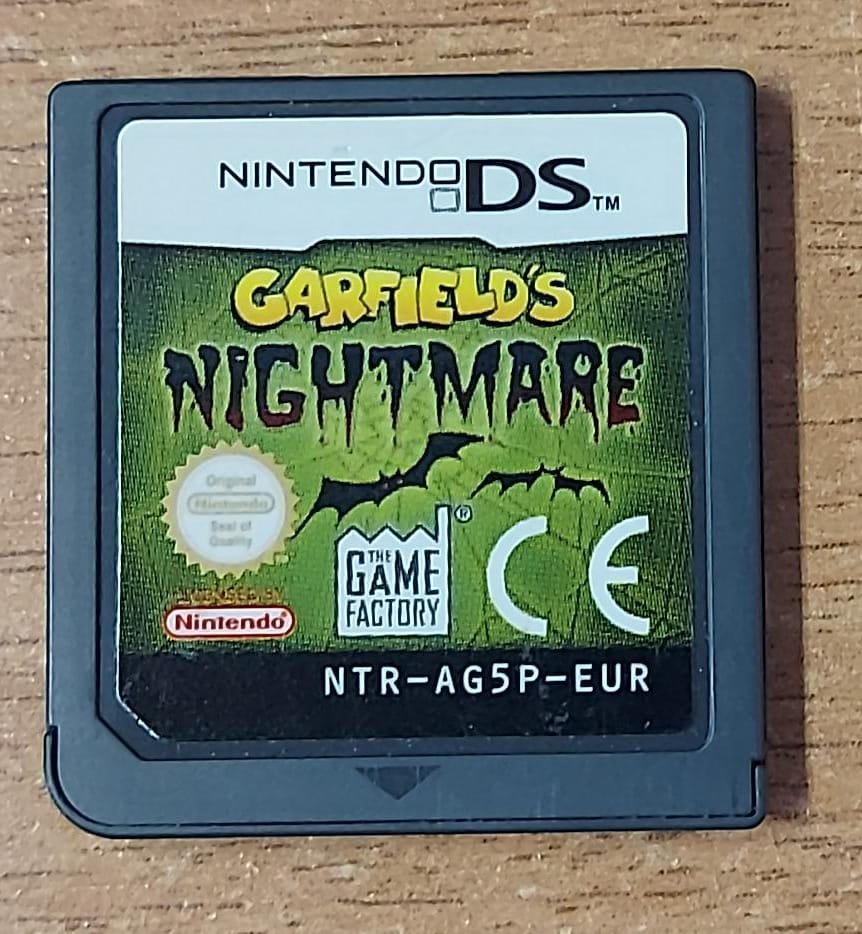 NINTENDO DS™
GARFIELD'S
NIGHTMARE
Original
Nintendo
Seal of
Quality
THE
GAME
FACTORY
®
CE
LICENSED BY
Nintendo®
NTR-AG5P-EUR